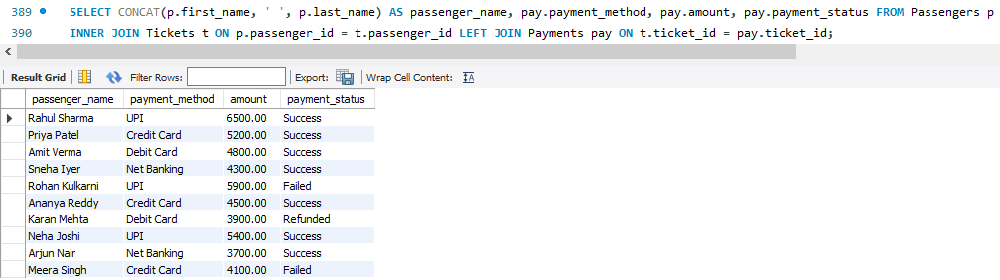 389 SELECT CONCAT(p.first_name, ' ', p.last_name) AS passenger_name, pay.payment_method, pay.amount, pay.payment_status FROM Passengers p
390 INNER JOIN Tickets t ON p.passenger_id = t.passenger_id LEFT JOIN Payments pay ON t.ticket_id = pay.ticket_id;
Result Grid Filter Rows: Export: Wrap Cell Content:
passenger_name payment_method amount payment_status
Rahul Sharma UPI 6500.00 Success
Priya Patel Credit Card 5200.00 Success
Amit Verma Debit Card 4800.00 Success
Sneha Iyer Net Banking 4300.00 Success
Rohan Kulkarni UPI 5900.00 Failed
Ananya Reddy Credit Card 4500.00 Success
Karan Mehta Debit Card 3900.00 Refunded
Neha Joshi UPI 5400.00 Success
Arjun Nair Net Banking 3700.00 Success
Meera Singh Credit Card 4100.00 Failed